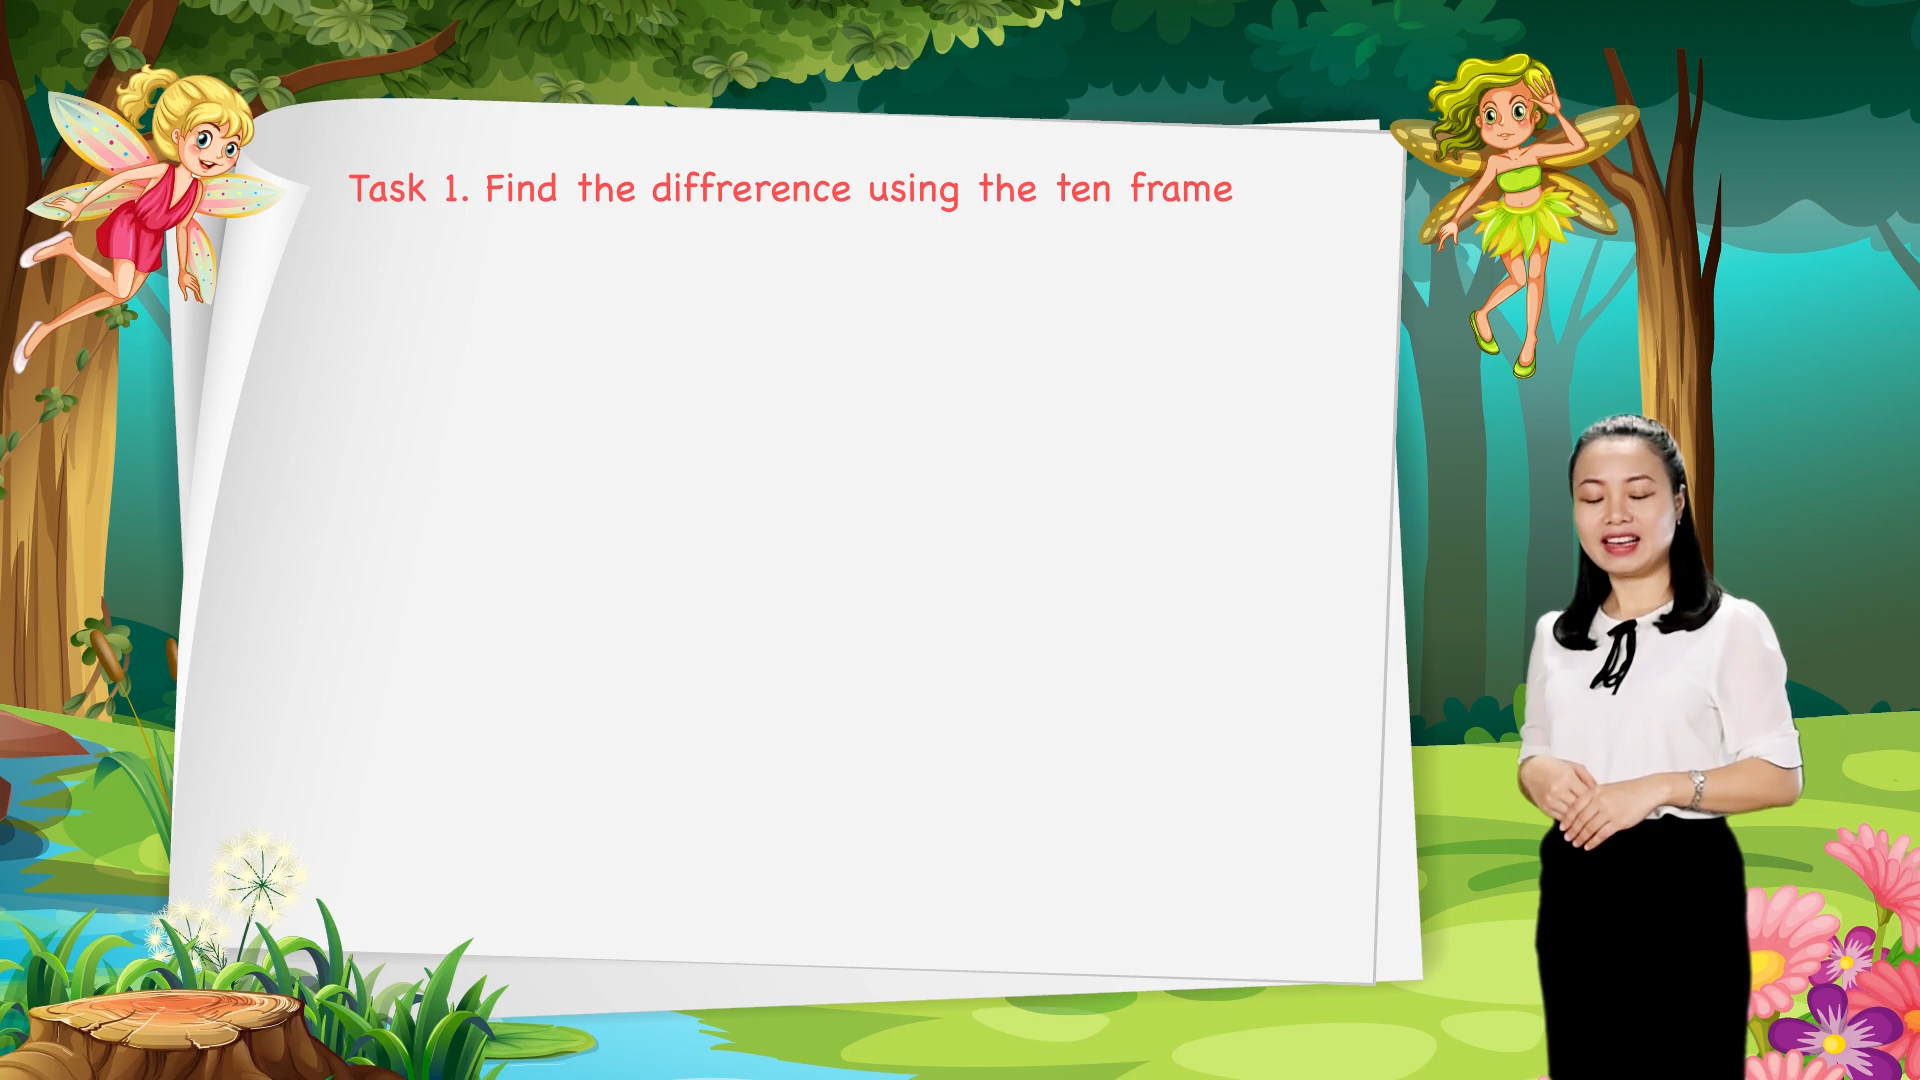 Task 1. Find the diffrerence using the ten frame